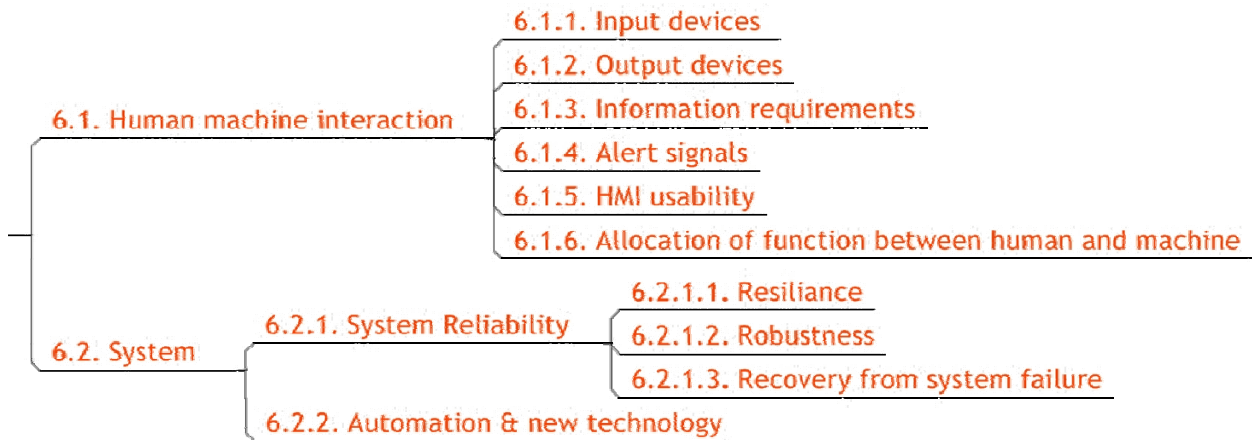 6.1. Human machine interaction
6.1.1. Input devices
6.1.2. Output devices
6.1.3. Information requirements
6.1.4. Alert signals
6.1.5. HMI usability
6.1.6. Allocation of function between human and machine
6.2. System
6.2.1. System Reliability
6.2.1.1. Resiliance
6.2.1.2. Robustness
6.2.1.3. Recovery from system failure
6.2.2. Automation & new technology